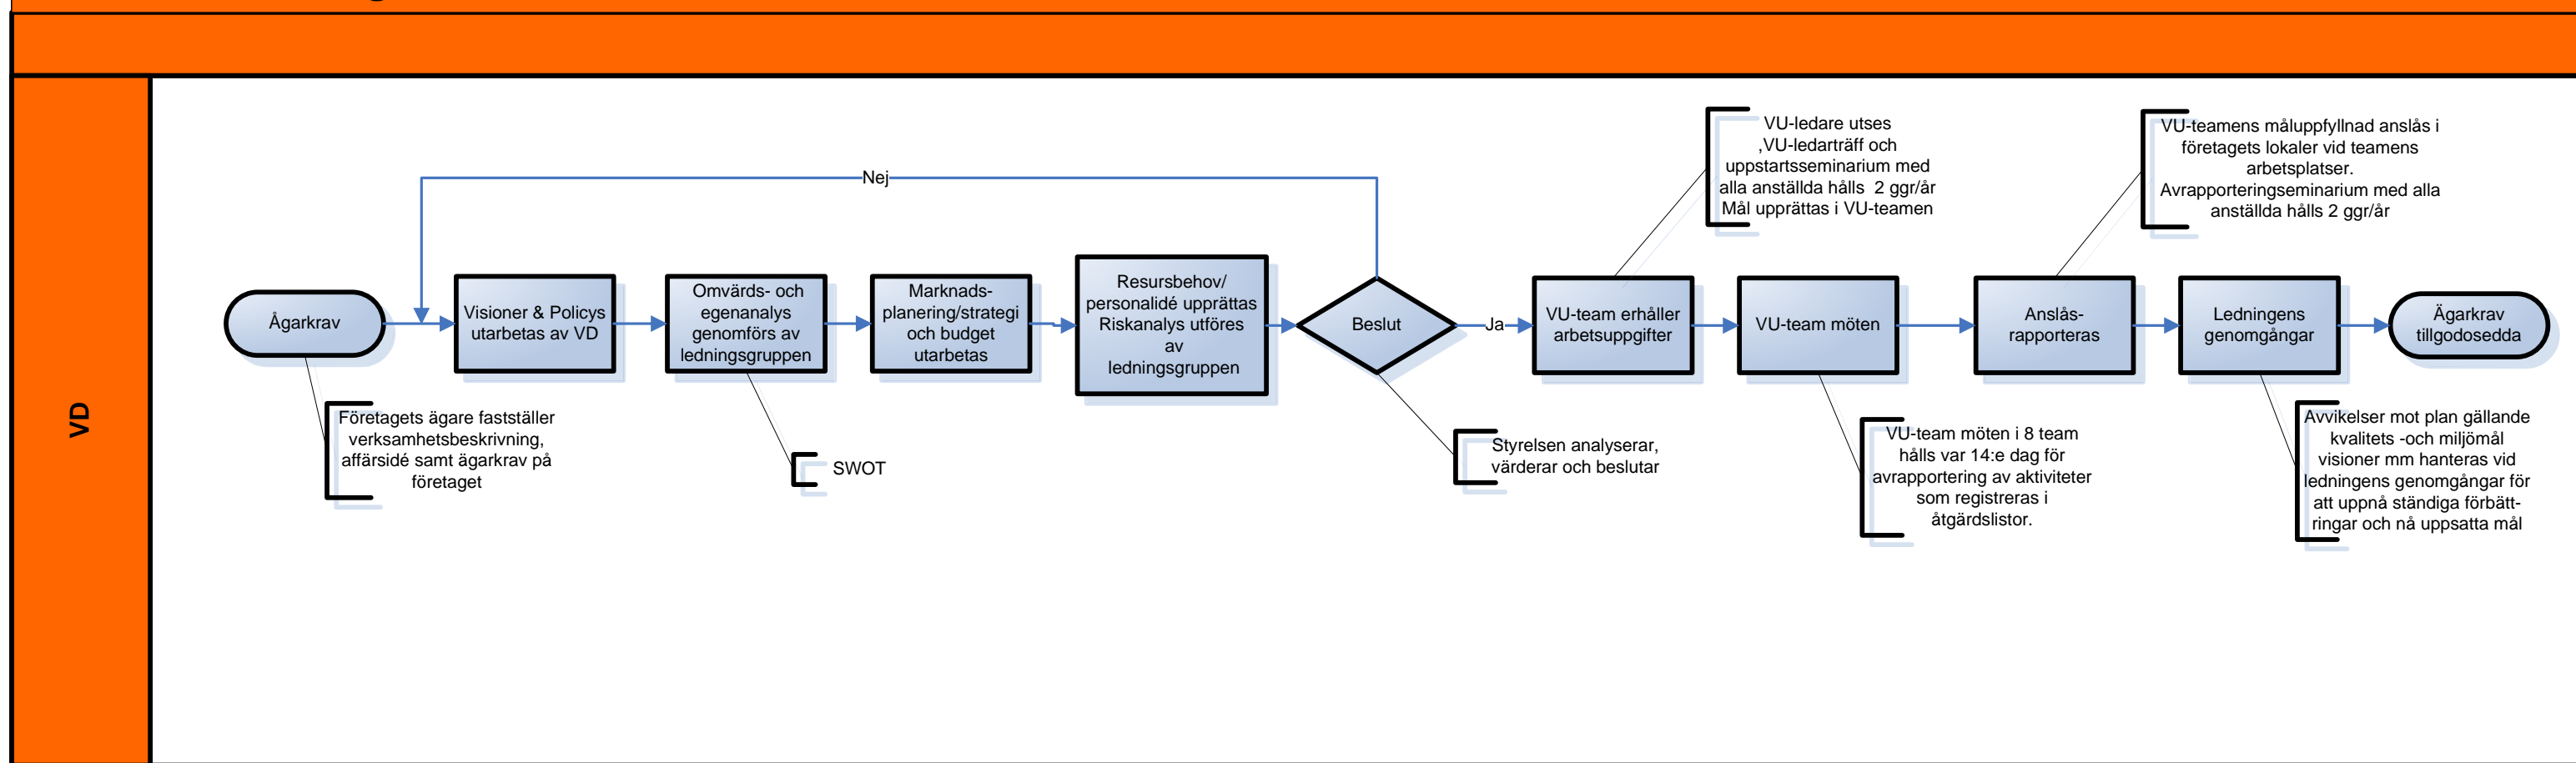 VD
Nej
Ågarkrav
Visioner & Policys
utarbetas av VD
Omvärds- och
egenanalys
genomförs av
ledningsgruppen
Marknads-
planering/strategi
och budget
utarbetas
Resursbehov/
personalidé upprättas
Riskanalys utföres
av
ledningsgruppen
Beslut
Ja
VU-team erhåller
arbetsuppgifter
VU-team möten
Anslås-
rapporteras
Ledningens
genomgångar
Ägarkrav
tillgodosedda
VU-ledare utses
,VU-ledarträff och
uppstartsseminarium med
alla anställda hålls 2 ggr/år
Mål upprättas i VU-teamen
VU-teamens måluppfyllnad anslås i
företagets lokaler vid teamens
arbetsplatser.
Avrapporteringseminarium med alla
anställda hålls 2 ggr/år
Företagets ägare fastställer
verksamhetsbeskrivning,
affärsidé samt ägarkrav på
företaget
SWOT
Styrelsen analyserar,
värderar och beslutar
VU-team möten i 8 team
hålls var 14:e dag för
avrapportering av aktiviteter
som registreras i
åtgärdslistor.
Avvikelser mot plan gällande
kvalitets -och miljömål
visioner mm hanteras vid
ledningens genomgångar för
att uppnå ständiga förbätt-
ringar och nå uppsatta mål